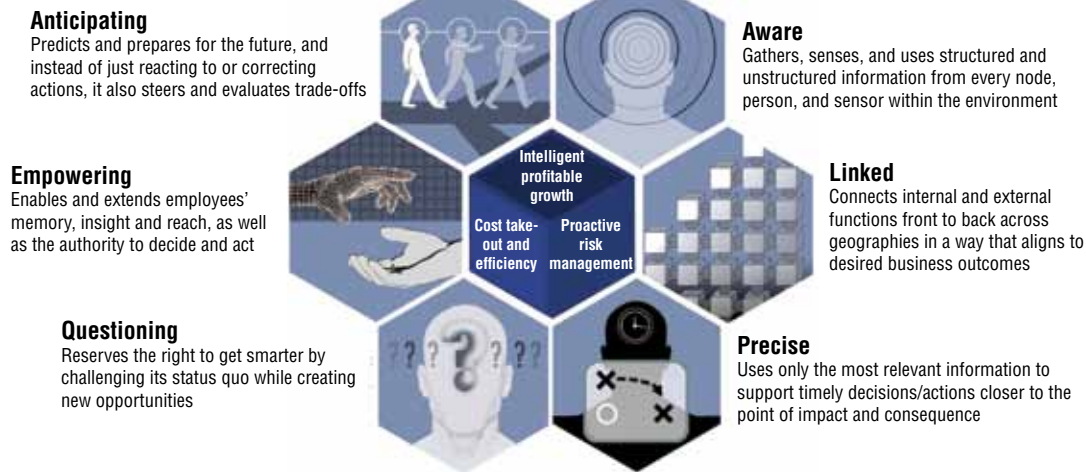 Anticipating
Predicts and prepares for the future, and
instead of just reacting to or correcting
actions, it also steers and evaluates trade-offs
Aware
Gathers, senses, and uses structured and
unstructured information from every node,
person, and sensor within the environment
Empowering
Enables and extends employees’
memory, insight and reach, as well
as the authority to decide and act
Intelligent
profitable
growth
Cost take-
out and
efficiency
Proactive
risk
management
Linked
Connects internal and external
functions front to back across
geographies in a way that aligns to
desired business outcomes
Questioning
Reserves the right to get smarter by
challenging its status quo while creating
new opportunities
? ? ? ? ? ? ?
Precise
Uses only the most relevant information to
support timely decisions/actions closer to the
point of impact and consequence